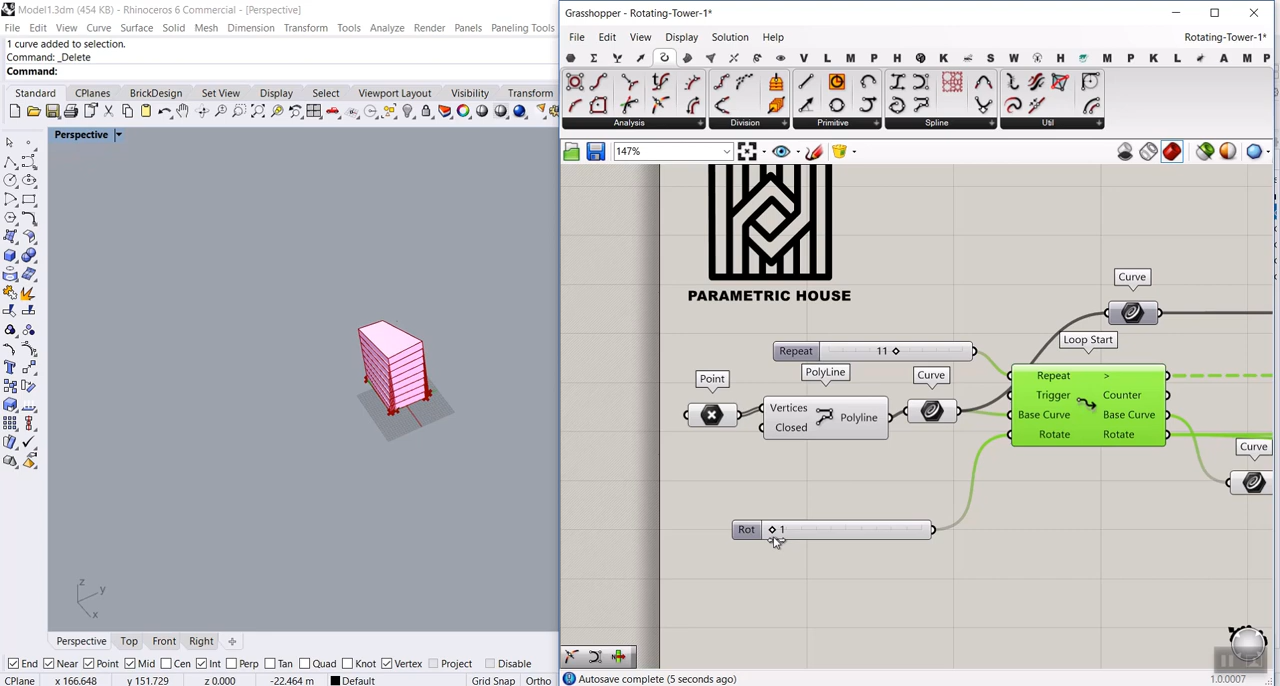 Model1.3dm (454 KB) - Rhinoceros 6 Commercial - [Perspective]
File Edit View Curve Surface Solid Mesh Dimension Transform Tools Analyze Render Panels Paneling Tools
1 curve added to selection.
Command: _Delete
Command:
Standard CPlanes Set View Display Select Viewport Layout Visibility Transform
Perspective
z
y
x
Perspective Top Front Right
End Near Point Mid Cen Int Perp Tan Quad Knot Vertex Project Disable
CPlane x 166.648 y 151.729 z 0.000 -22.464 m Default Grid Snap Ortho
Grasshopper - Rotating-Tower-1*
File Edit View Display Solution Help Rotating-Tower-1*
V L W M P H K S W H M P K L A M P
Analysis Division Primitive Spline Util
147%
PARAMETRIC HOUSE
Curve
Loop Start
Repeat 11
Point PolyLine Curve
Vertices
Closed
Polyline
Repeat >
Trigger Counter
Base Curve Base Curve
Rotate Rotate
Curve
Rot 1
Autosave complete (5 seconds ago) 1.0.0007